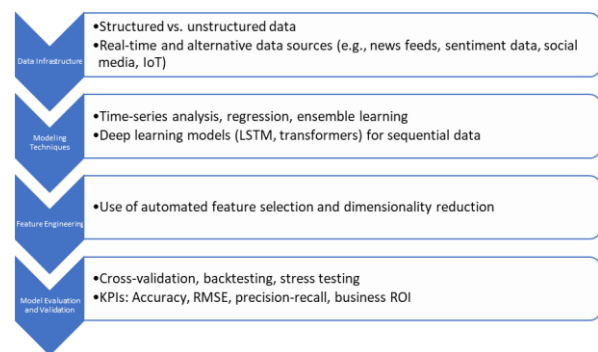 Data Infrastructure
•Structured vs. unstructured data
•Real-time and alternative data sources (e.g., news feeds, sentiment data, social
media, IoT)
Modeling
Techniques
•Time-series analysis, regression, ensemble learning
•Deep learning models (LSTM, transformers) for sequential data
Feature Engineering
•Use of automated feature selection and dimensionality reduction
Model Evaluation
and Validation
•Cross-validation, backtesting, stress testing
•KPIs: Accuracy, RMSE, precision-recall, business ROI